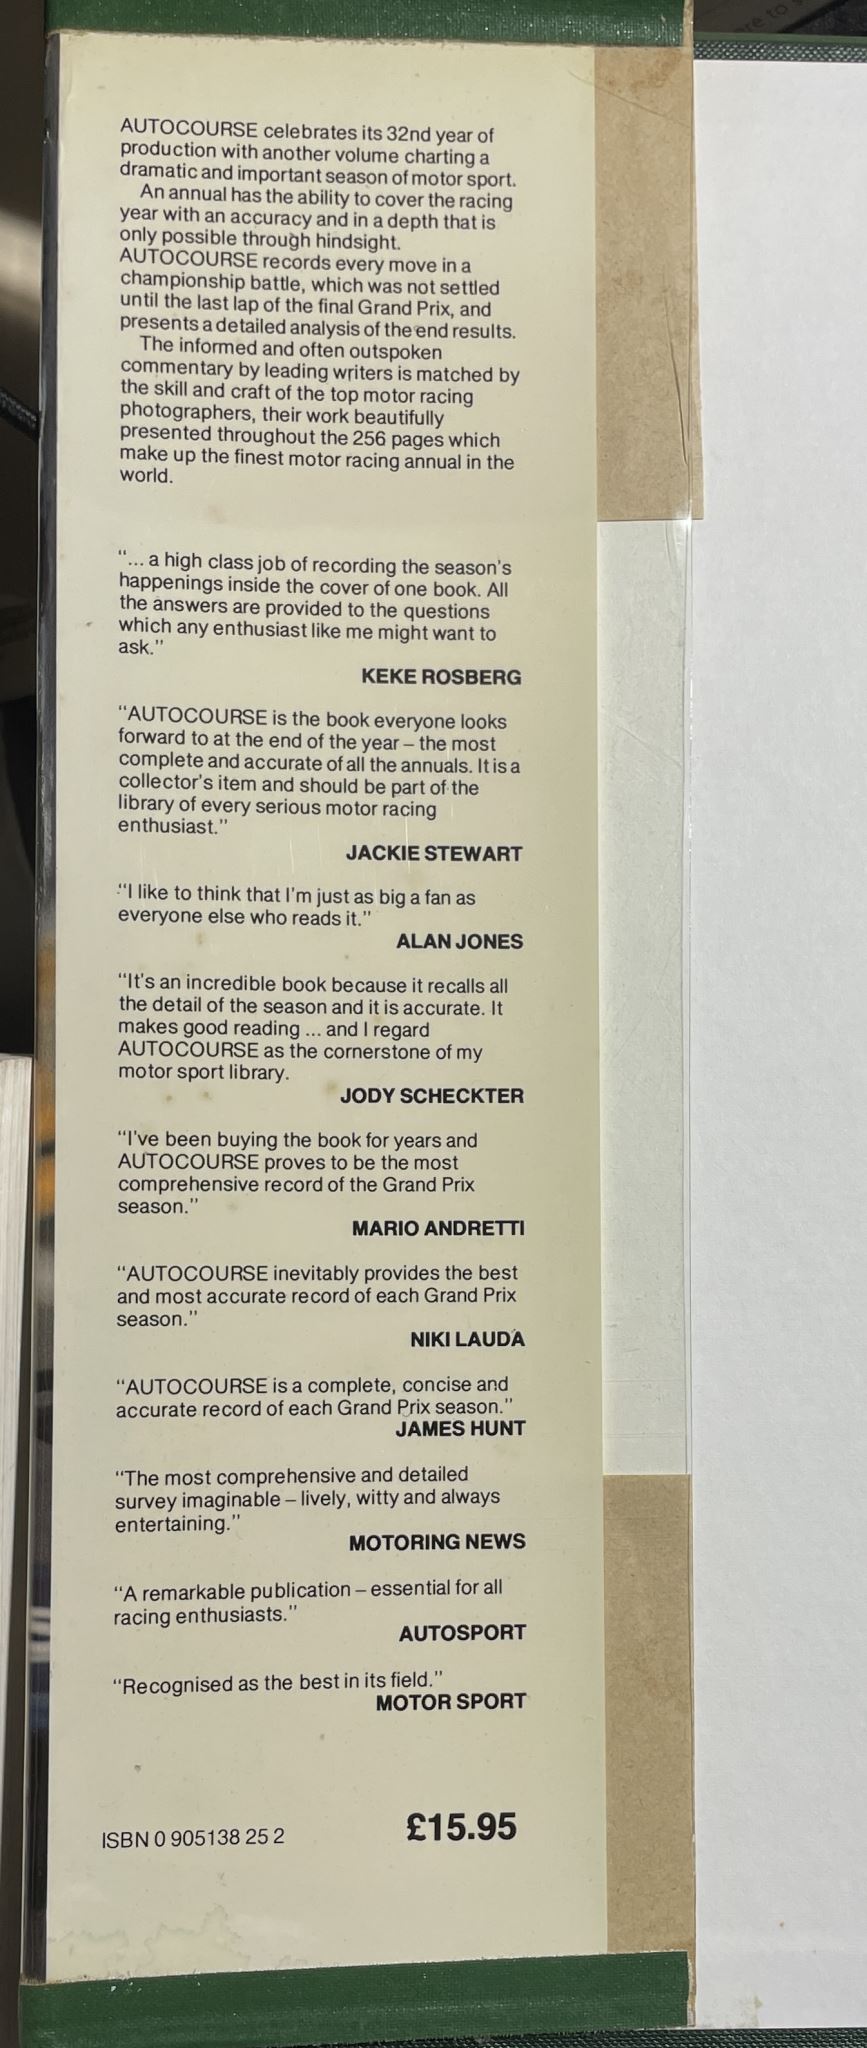 AUTOCOURSE celebrates its 32nd year of
production with another volume charting a
dramatic and important season of motor sport.
An annual has the ability to cover the racing
year with an accuracy and in a depth that is
only possible through hindsight.
AUTOCOURSE records every move in a
championship battle, which was not settled
until the last lap of the final Grand Prix, and
presents a detailed analysis of the end results.
The informed and often outspoken
commentary by leading writers is matched by
the skill and craft of the top motor racing
photographers, their work beautifully
presented throughout the 256 pages which
make up the finest motor racing annual in the
world.
“... a high class job of recording the season's
happenings inside the cover of one book. All
the answers are provided to the questions
which any enthusiast like me might want to
ask.”
KEKE ROSBERG
“AUTOCOURSE is the book everyone looks
forward to at the end of the year – the most
complete and accurate of all the annuals. It is a
collector's item and should be part of the
library of every serious motor racing
enthusiast.”
JACKIE STEWART
“I like to think that I'm just as big a fan as
everyone else who reads it.”
ALAN JONES
“It's an incredible book because it recalls all
the detail of the season and it is accurate. It
makes good reading ... and I regard
AUTOCOURSE as the cornerstone of my
motor sport library.
JODY SCHECKTER
“I've been buying the book for years and
AUTOCOURSE proves to be the most
comprehensive record of the Grand Prix
season.”
MARIO ANDRETTI
“AUTOCOURSE inevitably provides the best
and most accurate record of each Grand Prix
season.”
NIKI LAUDA
“AUTOCOURSE is a complete, concise and
accurate record of each Grand Prix season.”
JAMES HUNT
“The most comprehensive and detailed
survey imaginable – lively, witty and always
entertaining.”
MOTORING NEWS
“A remarkable publication – essential for all
racing enthusiasts.”
AUTOSPORT
“Recognised as the best in its field.”
MOTOR SPORT
ISBN 0 905138 25 2
£15.95